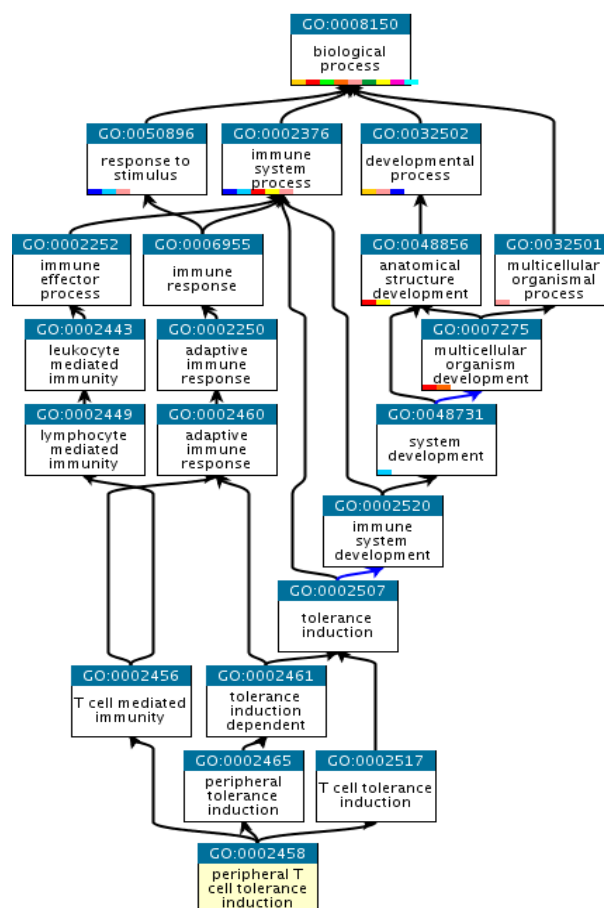 GO:0008150
biological
process
GO:0050896
response to
stimulus
GO:0002376
immune
system
process
GO:0032502
developmental
process
GO:0002252
immune
effector
process
GO:0006955
immune
response
GO:0048856
anatomical
structure
development
GO:0032501
multicellular
organismal
process
GO:0002443
leukocyte
mediated
immunity
GO:0002250
adaptive
immune
response
GO:0007275
multicellular
organism
development
GO:0002449
lymphocyte
mediated
immunity
GO:0002460
adaptive
immune
response
GO:0048731
system
development
GO:0002520
immune
system
development
GO:0002507
tolerance
induction
GO:0002456
T cell mediated
immunity
GO:0002461
tolerance
induction
dependent
GO:0002465
peripheral
tolerance
induction
GO:0002517
T cell tolerance
induction
GO:0002458
peripheral T
cell tolerance
induction